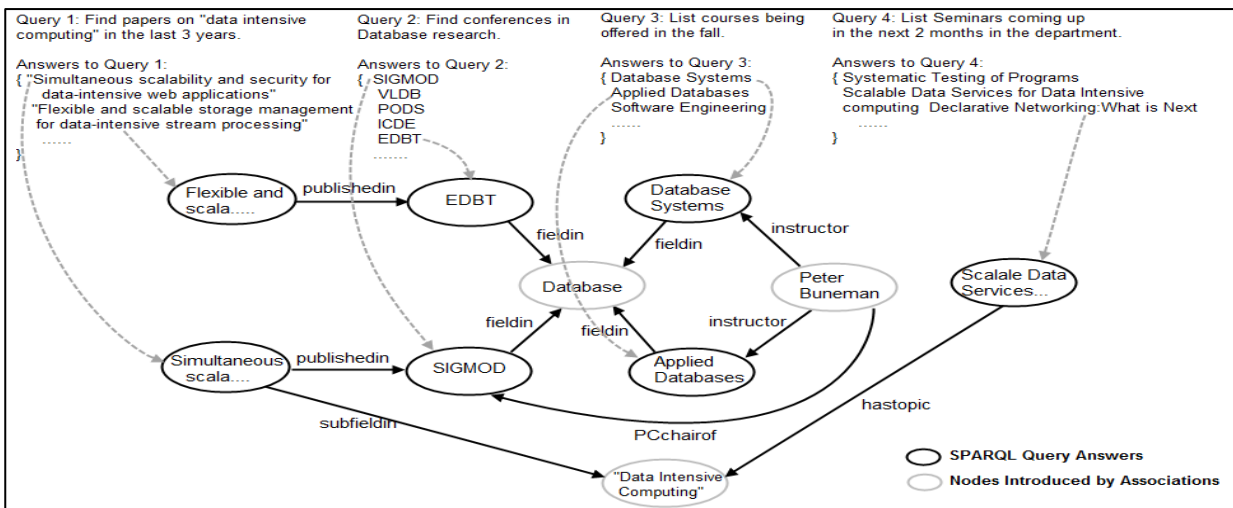 Query 1: Find papers on "data intensive
computing" in the last 3 years.
Answers to Query 1:
{ "Simultaneous scalability and security for
data-intensive web applications"
"Flexible and scalable storage management
for data-intensive stream processing"
......
}
Query 2: Find conferences in
Database research.
Answers to Query 2:
{ SIGMOD
VLDB
PODS
ICDE
EDBT
.......
Query 3: List courses being
offered in the fall.
Answers to Query 3:
{ Database Systems
Applied Databases
Software Engineering
......
}
Query 4: List Seminars coming up
in the next 2 months in the department.
Answers to Query 4:
{ Systematic Testing of Programs
Scalable Data Services for Data Intensive
computing Declarative Networking:What is Next
......
}
Flexible and
scala.....
publishedin
EDBT
Database
Systems
fieldin
fieldin
instructor
Database
Peter
Buneman
Scalale Data
Services...
fieldin
fieldin
instructor
Simultaneous
scala....
publishedin
SIGMOD
Applied
Databases
subfieldin
PCchairof
hastopic
"Data Intensive
Computing"
SPARQL Query Answers
Nodes Introduced by Associations